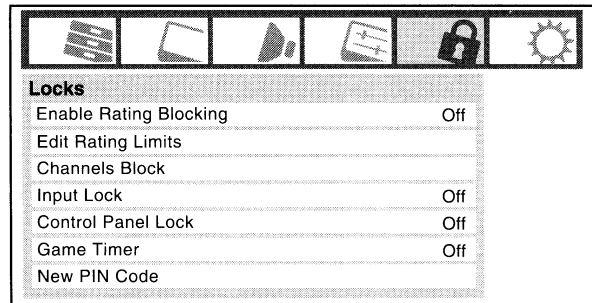 Locks
Enable Rating Blocking Off
Edit Rating Limits
Channels Block
Input Lock Off
Control Panel Lock Off
Game Timer Off
New PIN Code